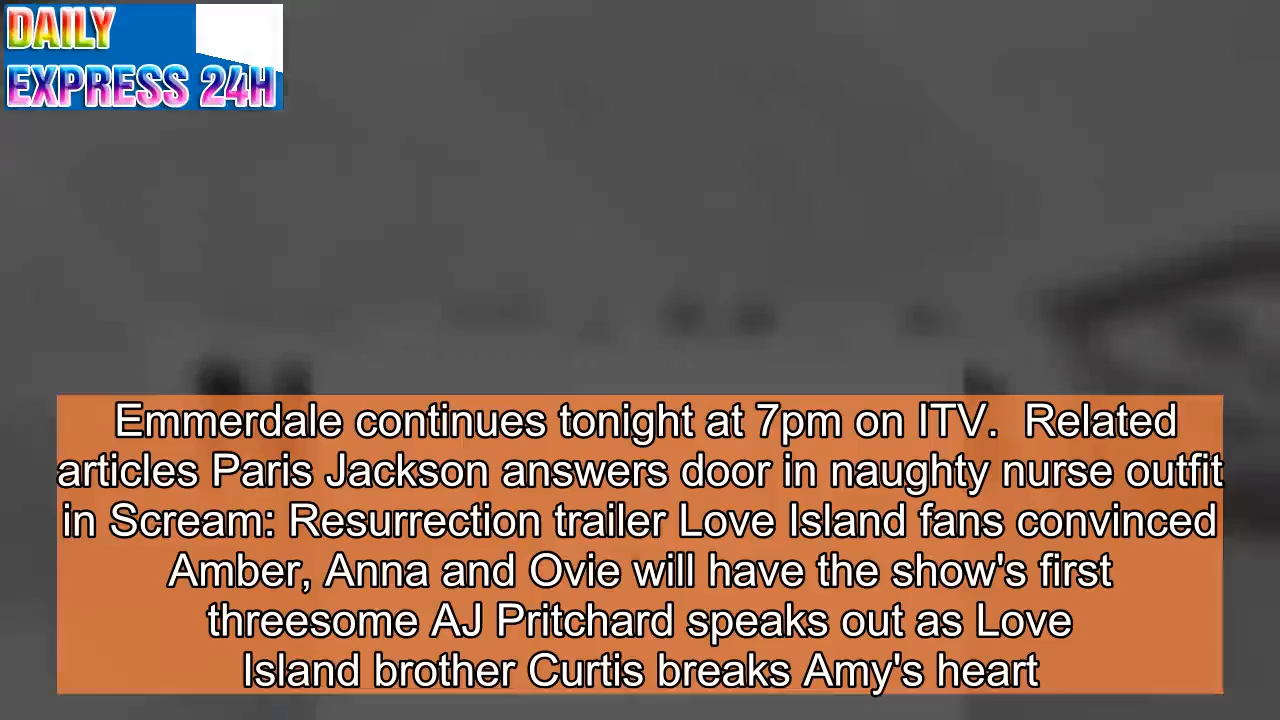 DAILY
EXPRESS 24H
Emmerdale continues tonight at 7pm on ITV.  Related
articles Paris Jackson answers door in naughty nurse outfit
in Scream: Resurrection trailer Love Island fans convinced
Amber, Anna and Ovie will have the show's first
threesome AJ Pritchard speaks out as Love
Island brother Curtis breaks Amy's heart